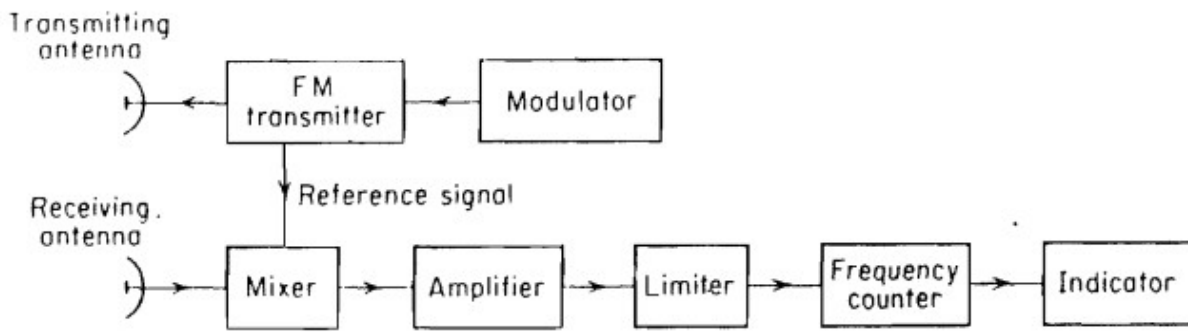 Transmitting
antenna
FM
transmitter
Modulator
Reference signal
Receiving.
antenna
Mixer
Amplifier
Limiter
Frequency
counter
Indicator